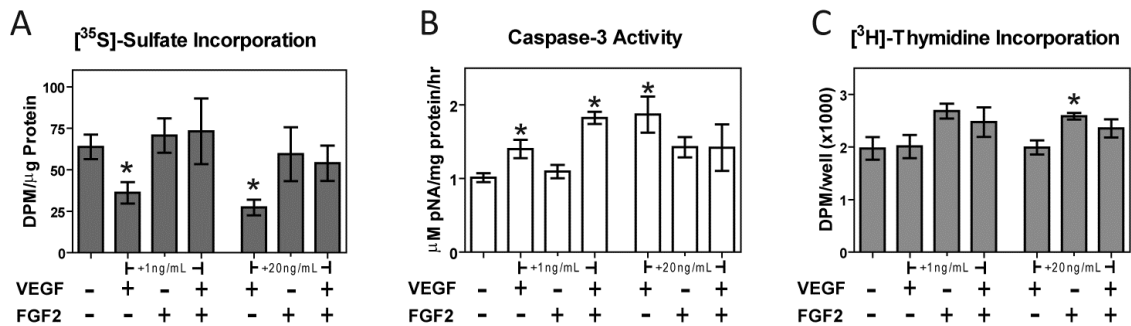 A
[³⁵S]-Sulfate Incorporation
DPM/µg Protein
100
75
50
25
0
*
*
+1ng/mL
+20ng/mL
VEGF - + - + + - +
FGF2 - - + + - + +
B
Caspase-3 Activity
µM pNA/mg protein/hr
2
1
0
*
*
*
+1ng/mL
+20ng/mL
VEGF - + - + + - +
FGF2 - - + + - + +
C
[³H]-Thymidine Incorporation
DPM/well (x1000)
3
2
1
0
*
+1ng/mL
+20ng/mL
VEGF - + - + + - +
FGF2 - - + + - + +